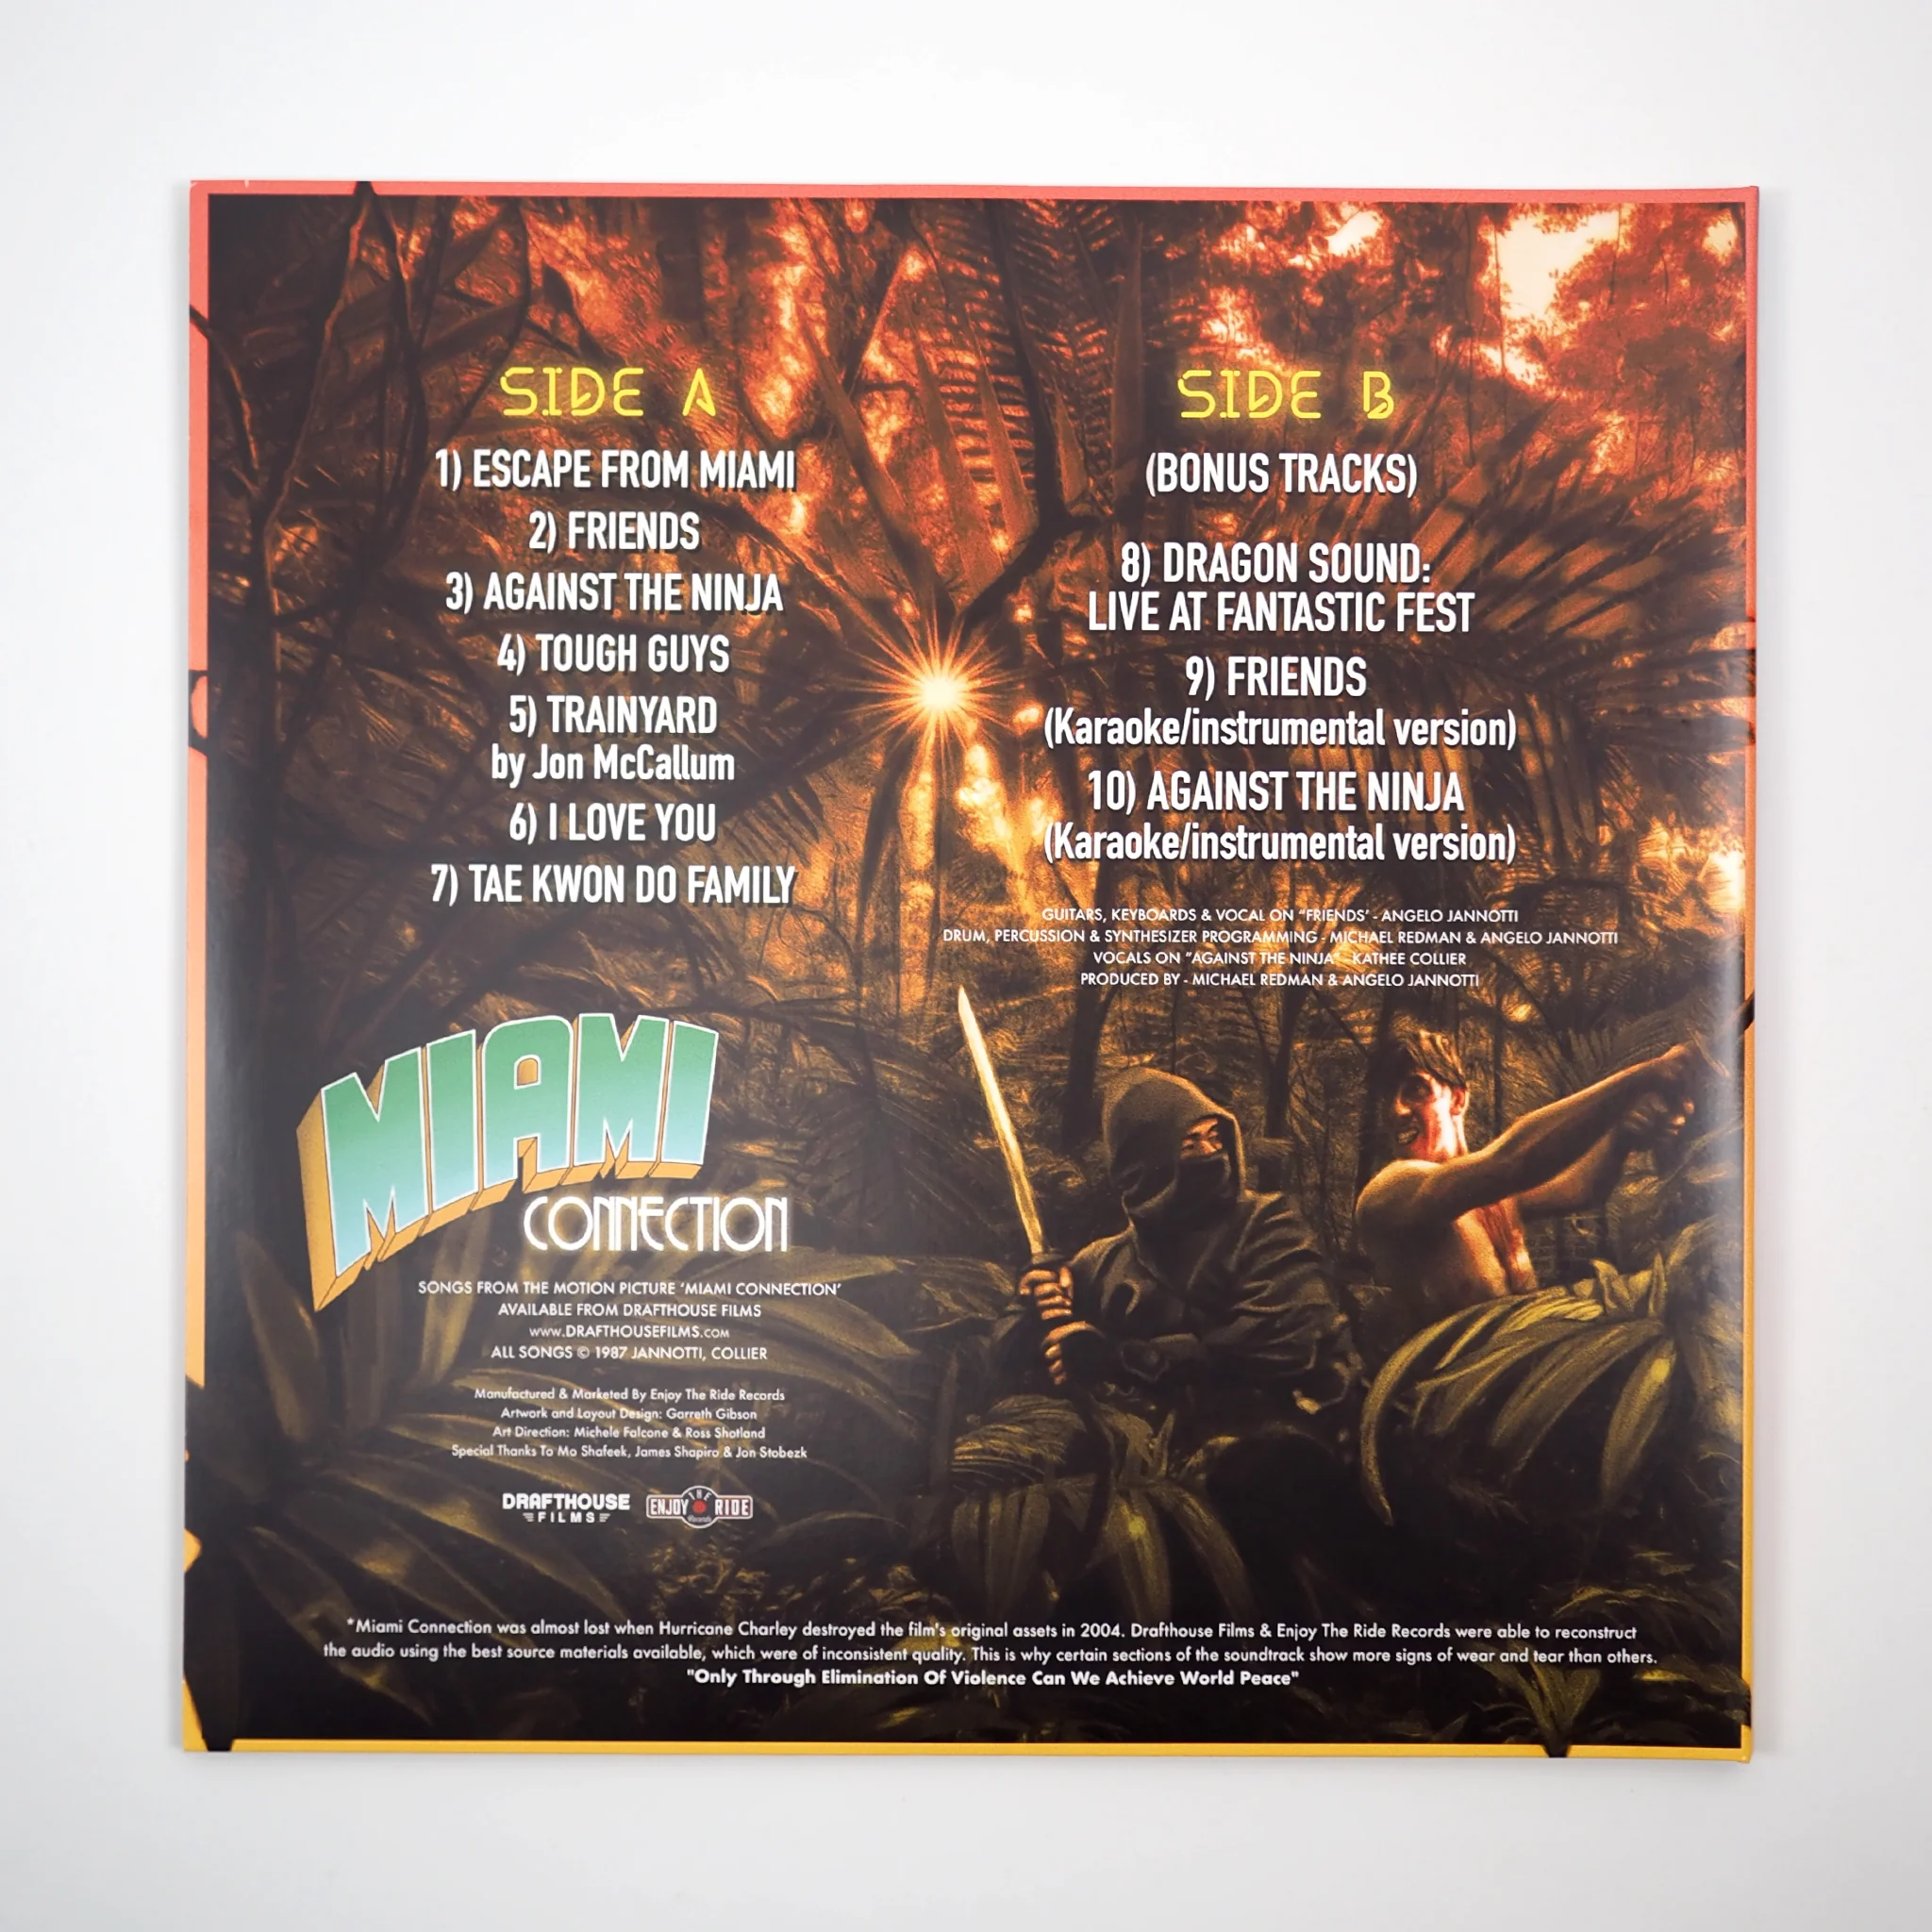 SIDE A
1) ESCAPE FROM MIAMI
2) FRIENDS
3) AGAINST THE NINJA
4) TOUGH GUYS
5) TRAINYARD
by Jon McCallum
6) I LOVE YOU
7) TAE KWON DO FAMILY
SIDE B
(BONUS TRACKS)
8) DRAGON SOUND:
LIVE AT FANTASTIC FEST
9) FRIENDS
(Karaoke/instrumental version)
10) AGAINST THE NINJA
(Karaoke/instrumental version)
GUITARS, KEYBOARDS & VOCAL ON "FRIENDS' - ANGELO JANNOTTI
DRUM, PERCUSSION & SYNTHESIZER PROGRAMMING - MICHAEL REDMAN & ANGELO JANNOTTI
VOCALS ON "AGAINST THE NINJA" - KATHEE COLLIER
PRODUCED BY - MICHAEL REDMAN & ANGELO JANNOTTI
MIAMI
CONNECTION
SONGS FROM THE MOTION PICTURE 'MIAMI CONNECTION'
AVAILABLE FROM DRAFTHOUSE FILMS
WWW.DRAFTHOUSEFILMS.COM
ALL SONGS © 1987 JANNOTTI, COLLIER
Manufactured & Marketed By Enjoy The Ride Records
Artwork and Layout Design: Garreth Gibson
Art Direction: Michele Falcone & Ross Shotland
Special Thanks To Mo Shafeek, James Shapiro & Jon Stobezk
DRAFTHOUSE
FILMS
ENJOY THE RIDE
Records
*Miami Connection was almost lost when Hurricane Charley destroyed the film's original assets in 2004. Drafthouse Films & Enjoy The Ride Records were able to reconstruct
the audio using the best source materials available, which were of inconsistent quality. This is why certain sections of the soundtrack show more signs of wear and tear than others.
"Only Through Elimination Of Violence Can We Achieve World Peace"